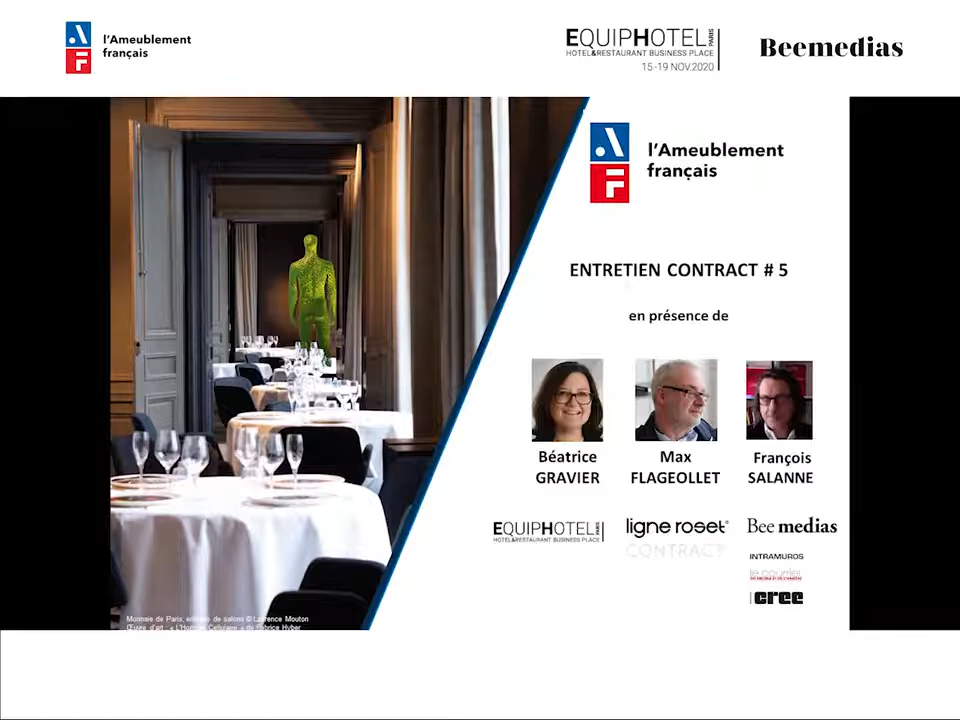 l'Ameublement
français
EQUIPHOTEL PARIS
HOTEL&RESTAURANT BUSINESS PLACE
15-19 NOV.2020
Beemedias
AF
l'Ameublement
français
ENTRETIEN CONTRACT # 5
en présence de
Béatrice
GRAVIER
Max
FLAGEOLLET
François
SALANNE
EQUIPHOTEL PARIS
HOTEL&RESTAURANT BUSINESS PLACE
ligne roset®
CONTRACT
Bee medias
INTRAMUROS
le courrier
cree
Monnaie de Paris, de salons © Laurence Mouton
Œuvre d'art : « L'Homme Cellulaire » de Fabrice Hyber